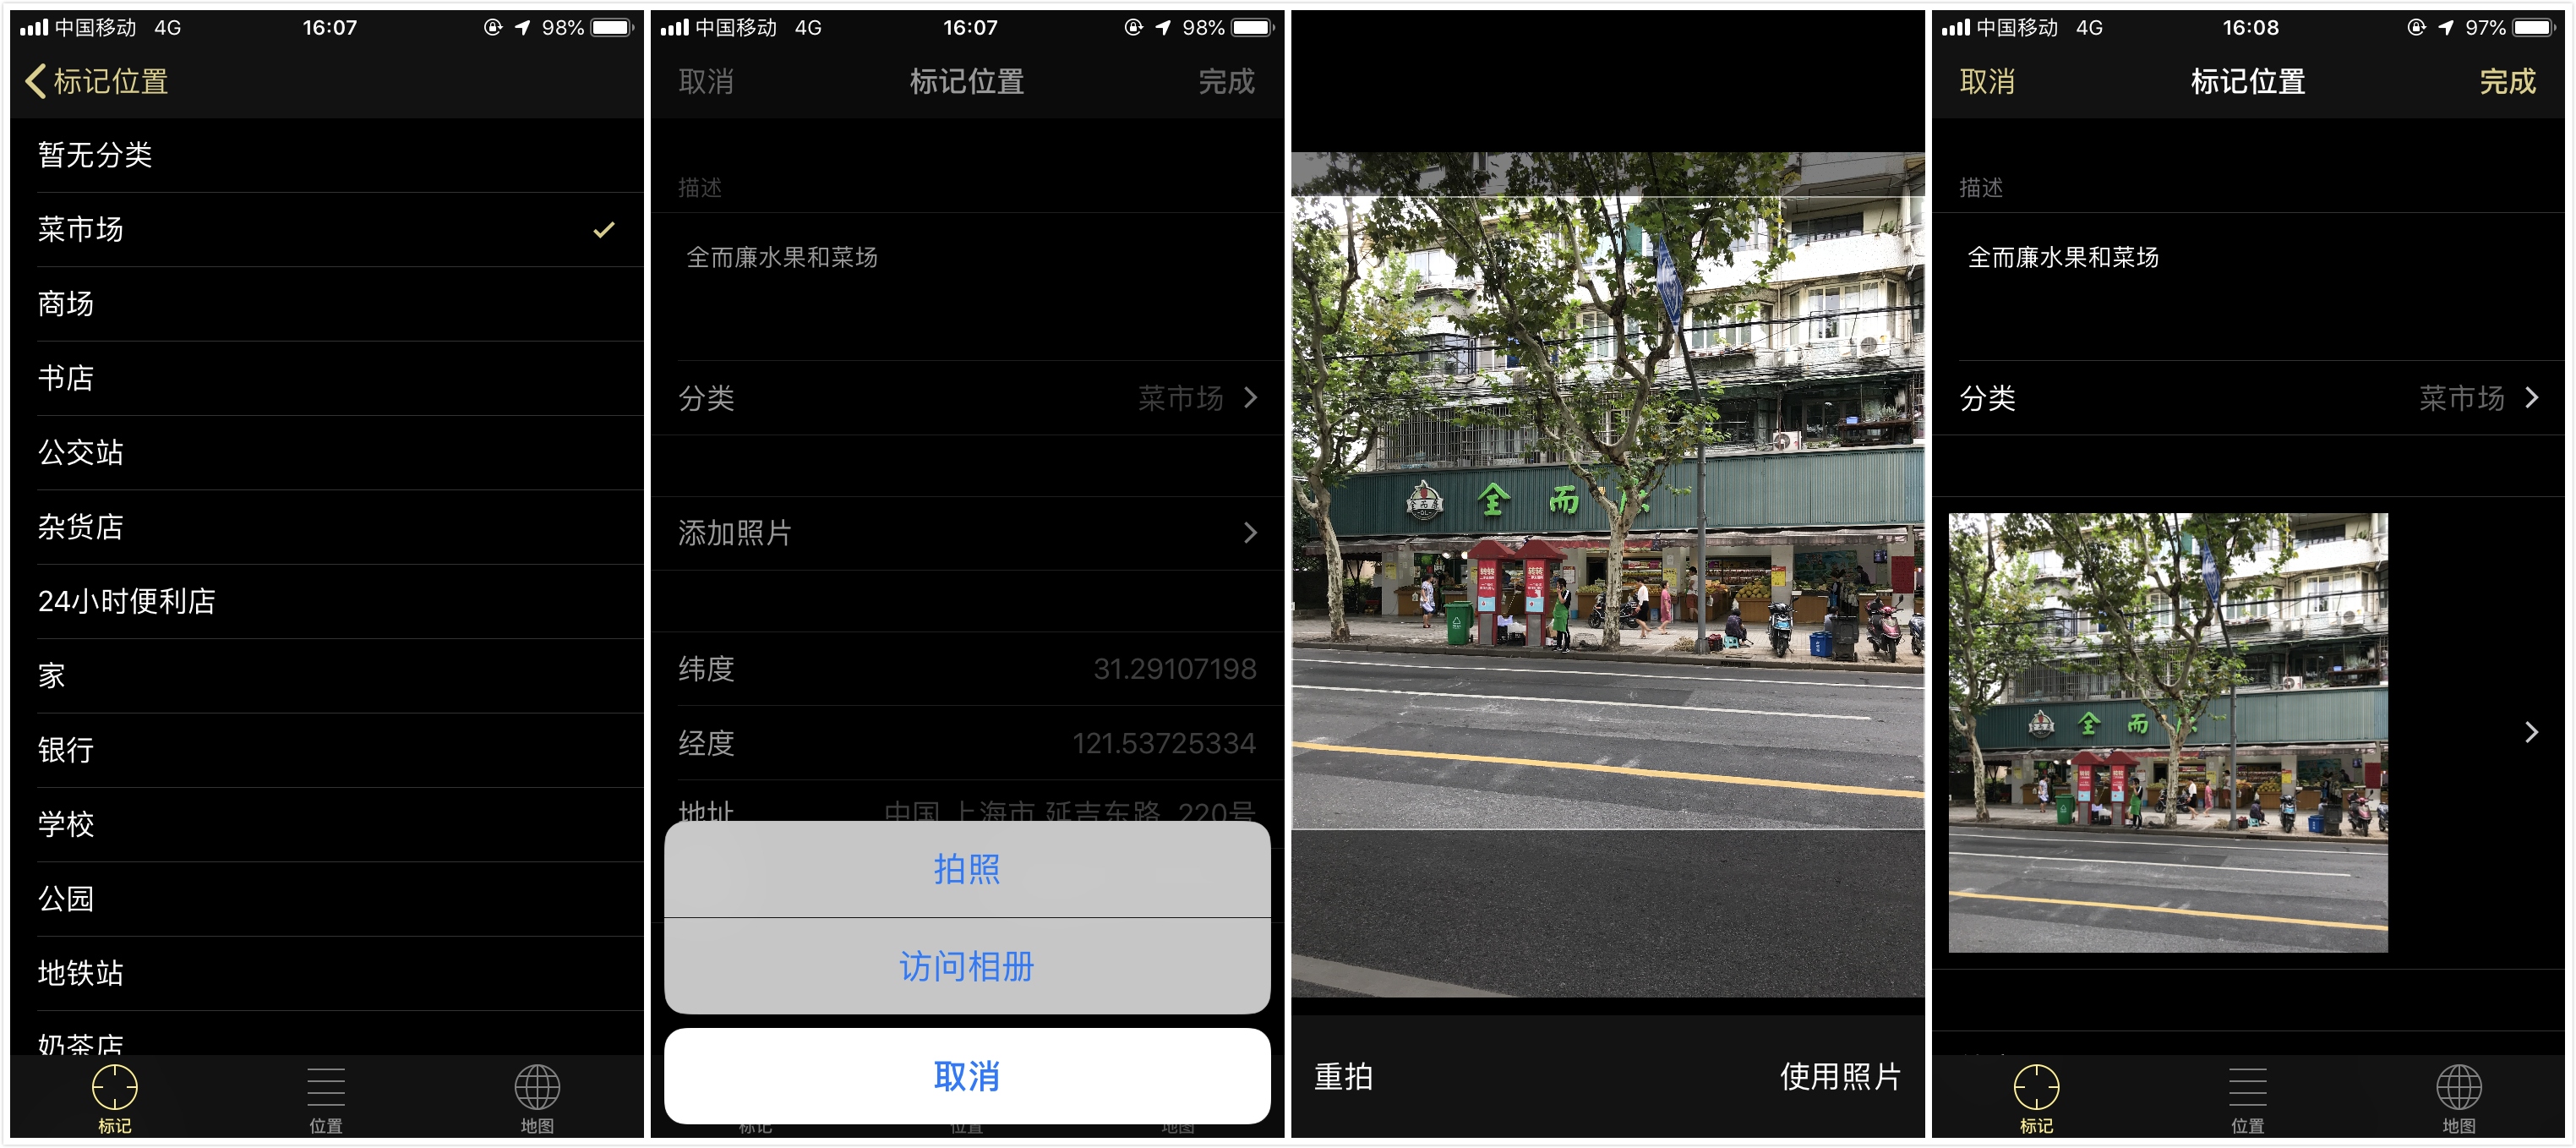 中国移动 4G 16:07 98%
标记位置
暂无分类
菜市场
商场
书店
公交站
杂货店
24小时便利店
家
银行
学校
公园
地铁站
奶茶店
标记 位置 地图
中国移动 4G 16:07 98%
取消 标记位置 完成
描述
全而廉水果和菜场
分类 菜市场
添加照片
纬度 31.29107198
经度 121.53725334
地址 中国 上海市 延吉东路 220号
拍照
访问相册
取消
标记 位置 地图
全而
转转 转转
重拍 使用照片
中国移动 4G 16:08 97%
取消 标记位置 完成
描述
全而廉水果和菜场
分类 菜市场
全而
转转 转转
标记 位置 地图